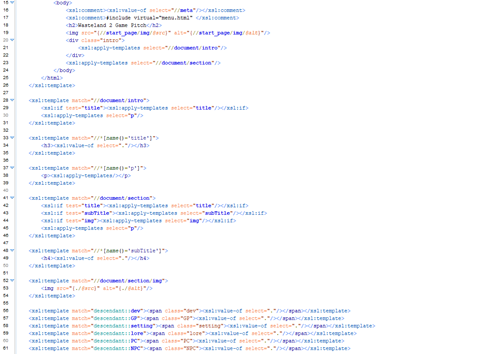 15 <body>
16 <xsl:comment><xsl:value-of select="//meta"/></xsl:comment>
17 <xsl:comment>#include virtual="menu.html" </xsl:comment>
18 <h2>Wasteland 2 Game Pitch</h2>
19 <img src="{//start_page/img/@src}" alt="{//start_page/img/@alt}"/>
20 <div class="intro">
21 <xsl:apply-templates select="//document/intro"/>
22 </div>
23 <xsl:apply-templates select="//document/section"/>
24 </body>
25 </html>
26 </xsl:template>
27
28 <xsl:template match="//document/intro">
29 <xsl:if test="title"><xsl:apply-templates select="title"/></xsl:if>
30 <xsl:apply-templates select="p"/>
31 </xsl:template>
32
33 <xsl:template match="//*[name()='title']">
34 <h3><xsl:value-of select="."/></h3>
35 </xsl:template>
36
37 <xsl:template match="//*[name()='p']">
38 <p><xsl:apply-templates/></p>
39 </xsl:template>
40
41 <xsl:template match="//document/section">
42 <xsl:if test="title"><xsl:apply-templates select="title"/></xsl:if>
43 <xsl:if test="subTitle"><xsl:apply-templates select="subTitle"/></xsl:if>
44 <xsl:if test="img"><xsl:apply-templates select="img"/></xsl:if>
45 <xsl:apply-templates select="p"/>
46 </xsl:template>
47
48 <xsl:template match="//*[name()='subTitle']">
49 <h4><xsl:value-of select="."/></h4>
50 </xsl:template>
51
52 <xsl:template match="//document/section/img">
53 <img src="{./@src}" alt="{./@alt}"/>
54 </xsl:template>
55
56 <xsl:template match="descendant::dev"><span class="dev"><xsl:value-of select="."/></span></xsl:template>
57 <xsl:template match="descendant::GP"><span class="GP"><xsl:value-of select="."/></span></xsl:template>
58 <xsl:template match="descendant::setting"><span class="setting"><xsl:value-of select="."/></span></xsl:template>
59 <xsl:template match="descendant::lore"><span class="lore"><xsl:value-of select="."/></span></xsl:template>
60 <xsl:template match="descendant::PC"><span class="PC"><xsl:value-of select="."/></span></xsl:template>
61 <xsl:template match="descendant::NPC"><span class="NPC"><xsl:value-of select="."/></span></xsl:template>